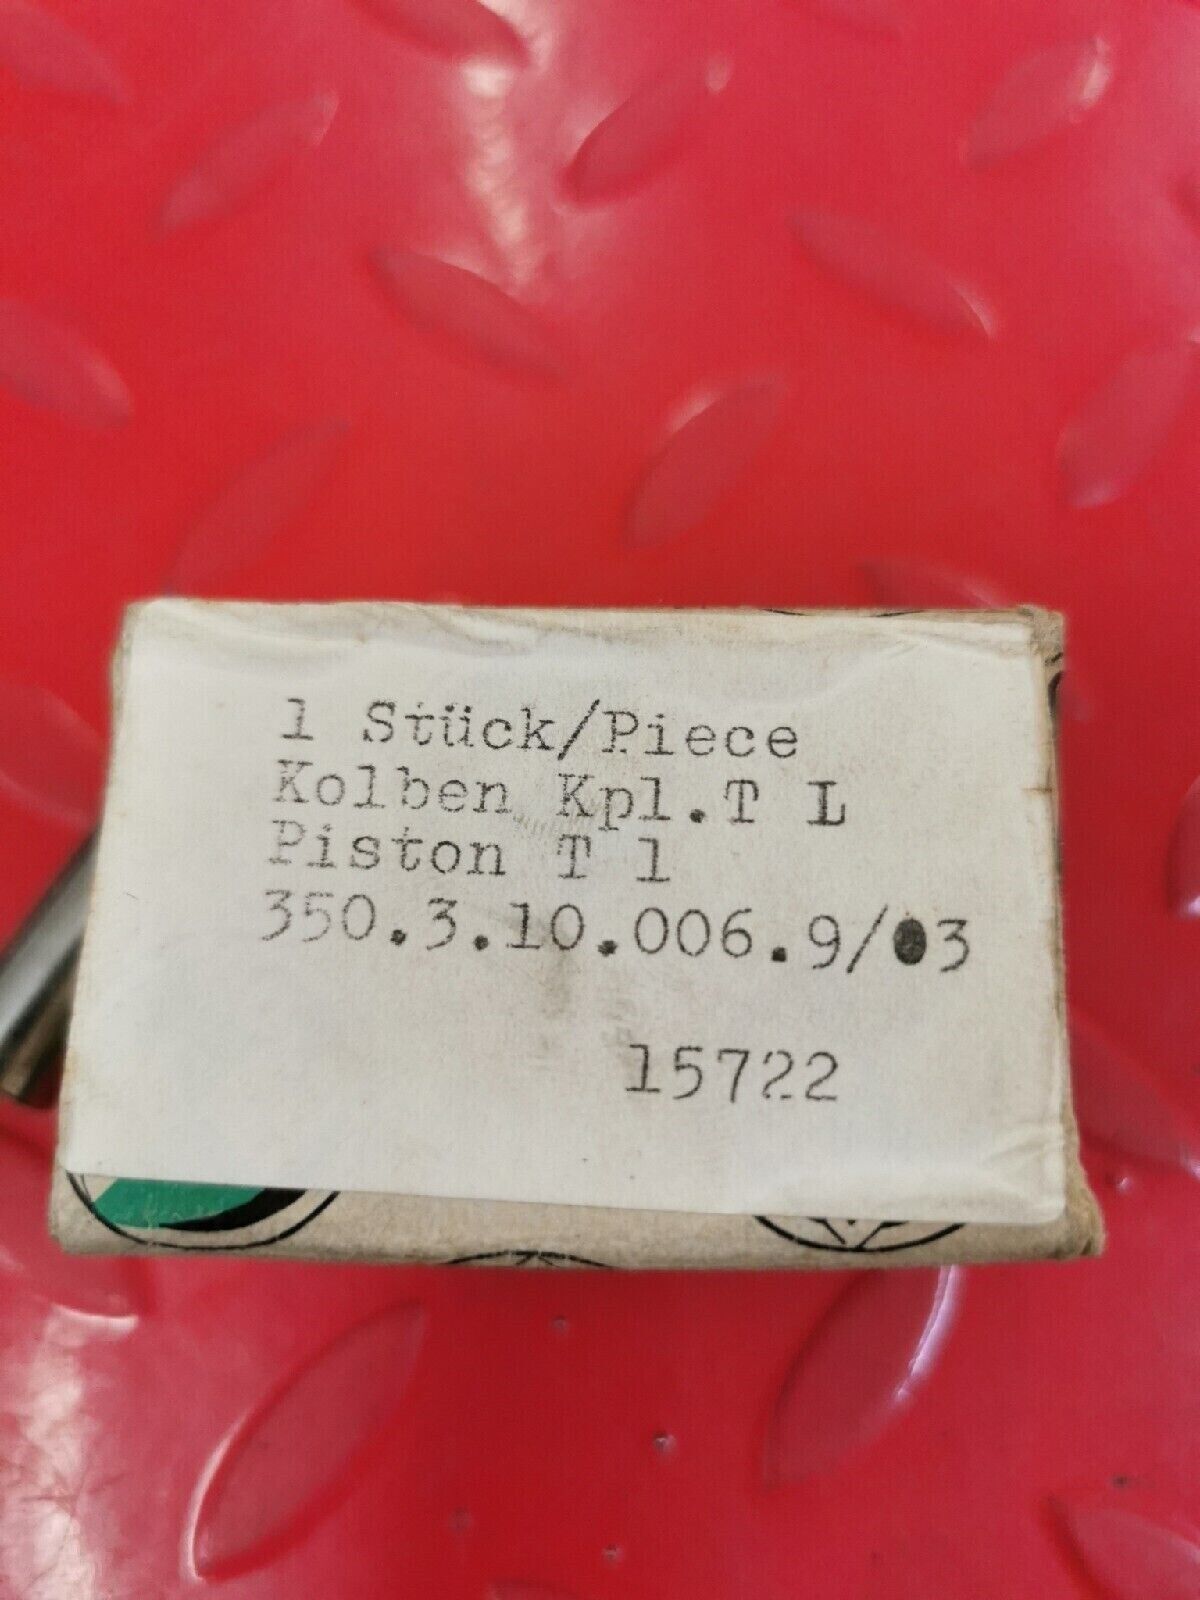 1 Stück/Piece
Kolben Kpl.T L
Piston T l
350.3.10.006.9/03
15722